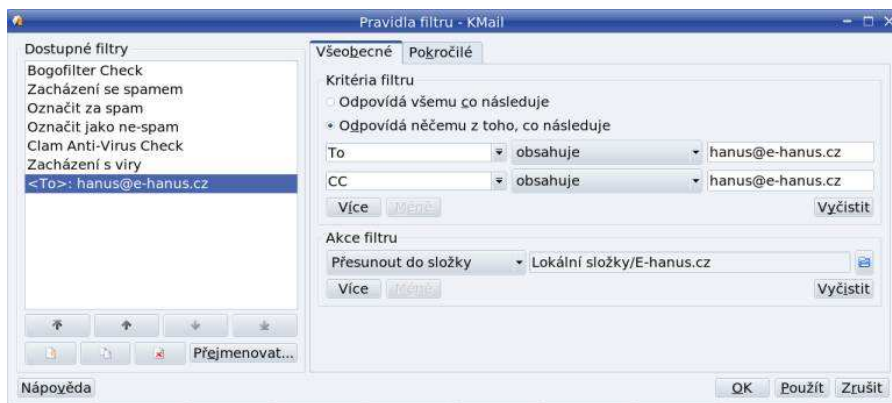 Pravidla filtru - KMail
Dostupné filtry
Bogofilter Check
Zacházení se spamem
Označit za spam
Označit jako ne-spam
Clam Anti-Virus Check
Zacházení s viry
<To>: hanus@e-hanus.cz
Přejmenovat...
Všeobecné Pokročilé
Kritéria filtru
Odpovídá všemu co následuje
Odpovídá něčemu z toho, co následuje
To obsahuje hanus@e-hanus.cz
CC obsahuje hanus@e-hanus.cz
Více Méně Vyčistit
Akce filtru
Přesunout do složky Lokální složky/E-hanus.cz
Více Méně Vyčistit
Nápověda OK Použít Zrušit